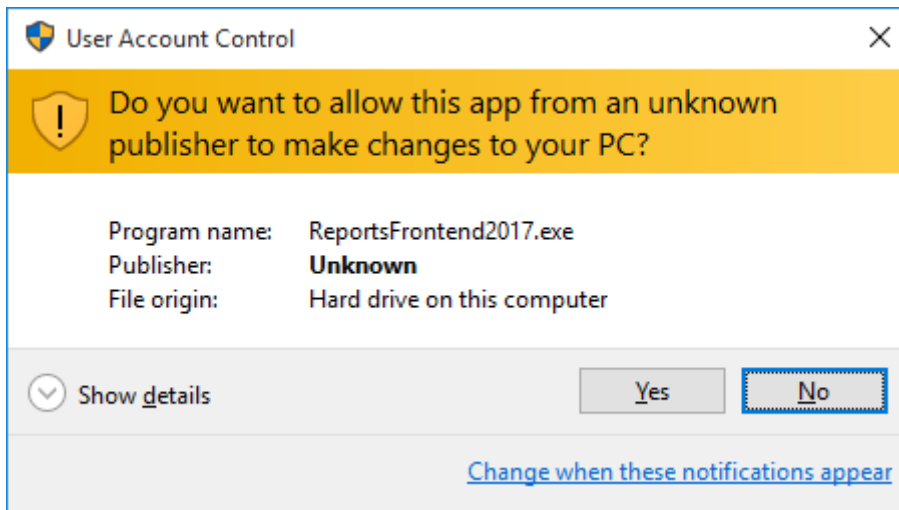 User Account Control
Do you want to allow this app from an unknown
publisher to make changes to your PC?
Program name: ReportsFrontend2017.exe
Publisher: Unknown
File origin: Hard drive on this computer
Show details Yes No
Change when these notifications appear